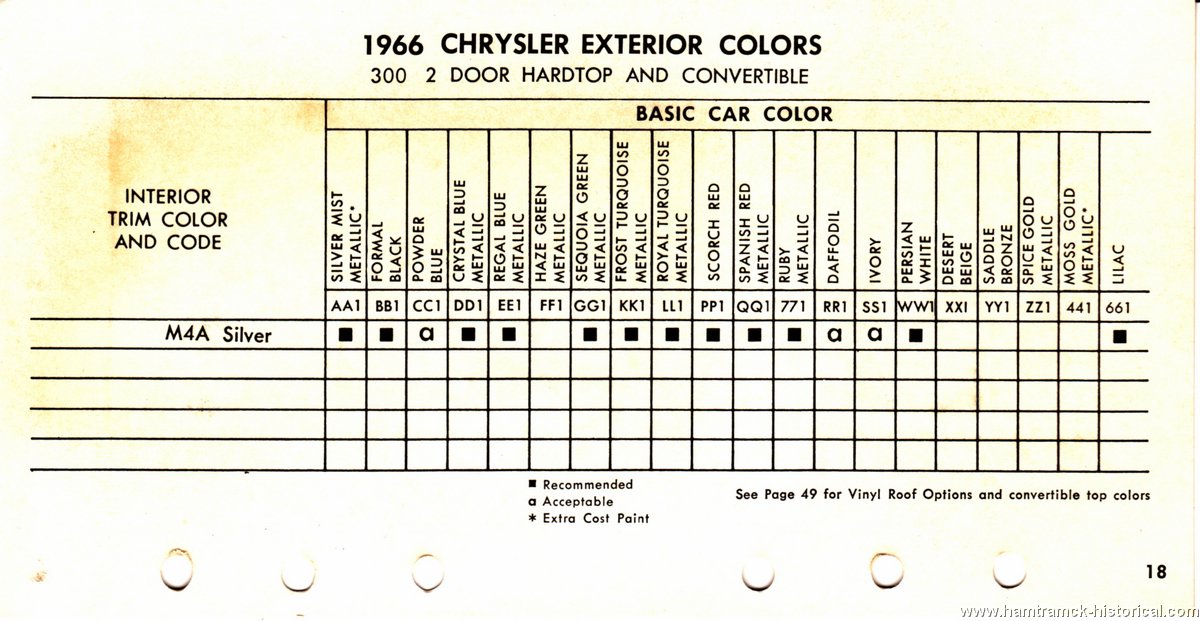 1966 CHRYSLER EXTERIOR COLORS
300 2 DOOR HARDTOP AND CONVERTIBLE
BASIC CAR COLOR
INTERIOR
TRIM COLOR
AND CODE
SILVER MIST
METALLIC*
FORMAL
BLACK
POWDER
BLUE
CRYSTAL BLUE
METALLIC
REGAL BLUE
METALLIC
HAZE GREEN
METALLIC
SEQUOIA GREEN
METALLIC
FROST TURQUOISE
METALLIC
ROYAL TURQUOISE
METALLIC
SCORCH RED
SPANISH RED
METALLIC
RUBY
METALLIC
DAFFODIL
IVORY
PERSIAN
WHITE
DESERT
BEIGE
SADDLE
BRONZE
SPICE GOLD
METALLIC
MOSS GOLD
METALLIC*
LILAC
AA1 BB1 CC1 DD1 EE1 FF1 GG1 KK1 LL1 PP1 QQ1 771 RR1 SS1 WW1 XXI YY1 ZZ1 441 661
M4A Silver ■ ■ a ■ ■ ■ ■ ■ ■ ■ ■ a a ■ ■
■ Recommended
a Acceptable
* Extra Cost Paint
See Page 49 for Vinyl Roof Options and convertible top colors
18
www.hamtramck-historical.com